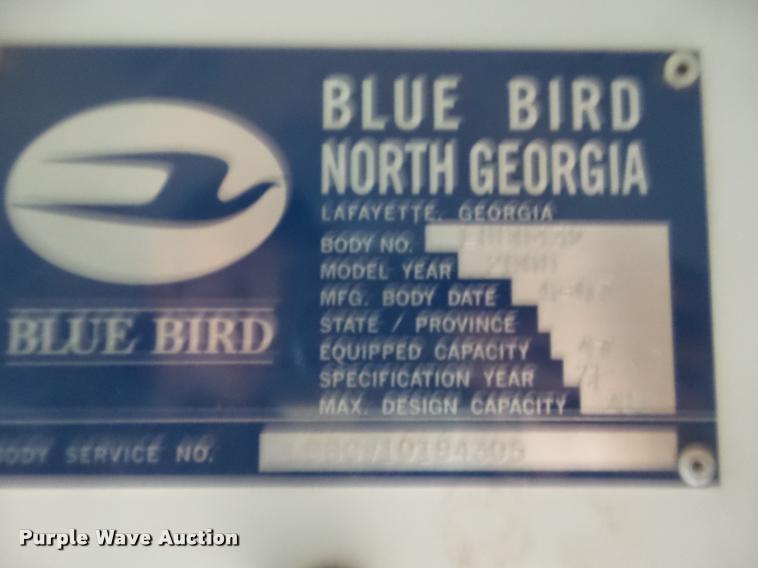 BLUE BIRD
NORTH GEORGIA
LAFAYETTE, GEORGIA
BODY NO.
MODEL YEAR 2000
MFG. BODY DATE
STATE / PROVINCE
EQUIPPED CAPACITY
SPECIFICATION YEAR
MAX. DESIGN CAPACITY
BLUE BIRD
BODY SERVICE NO.
Purple Wave Auction